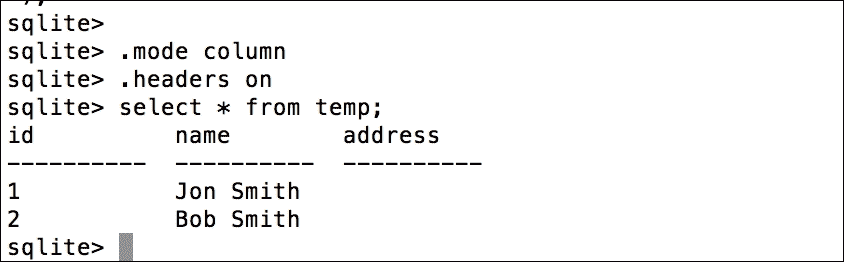 sqlite>
sqlite> .mode column
sqlite> .headers on
sqlite> select * from temp;
id          name        address
----------  ----------  ----------
1           Jon Smith
2           Bob Smith
sqlite>